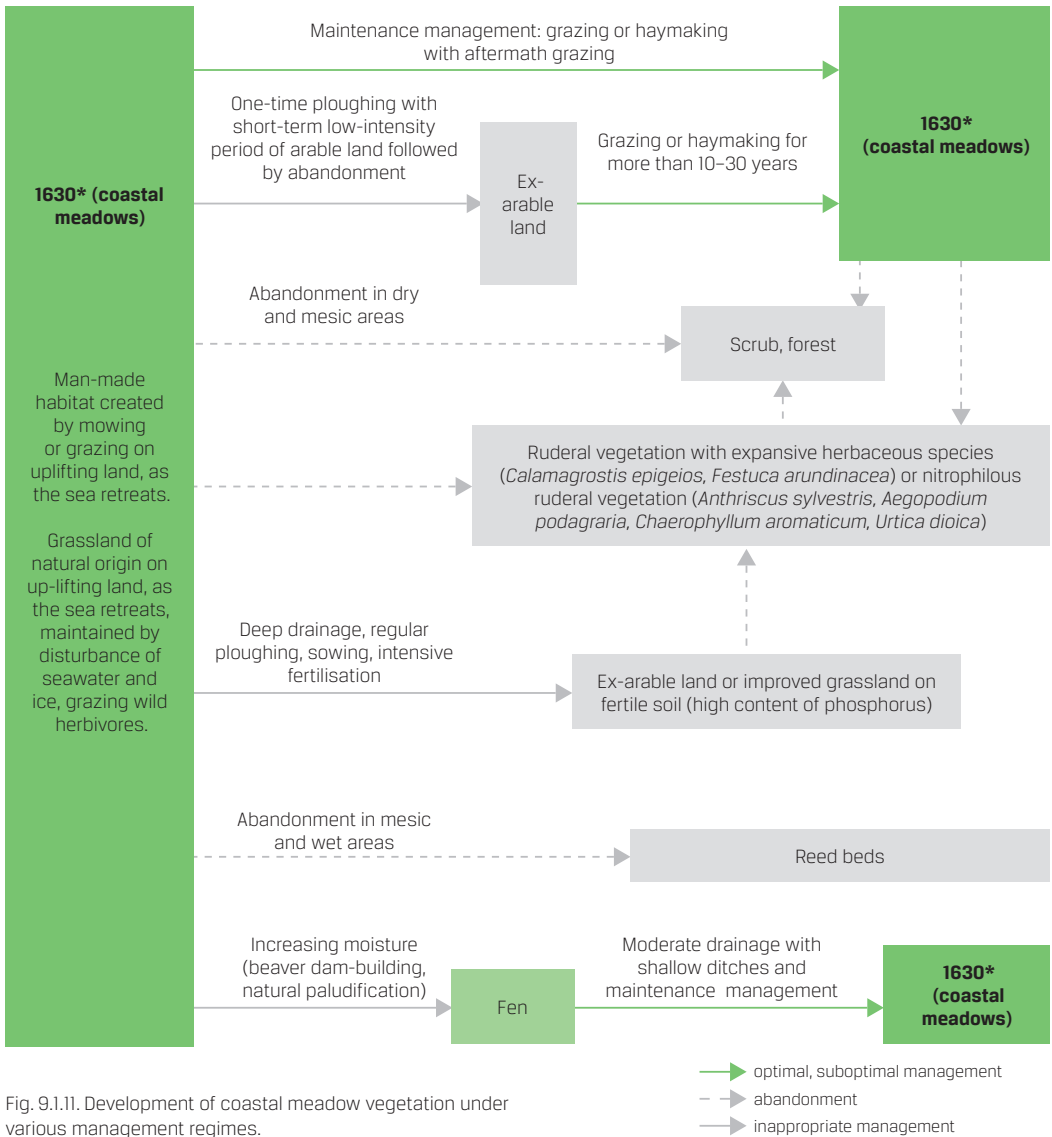 Maintenance management: grazing or haymaking
with aftermath grazing
One-time ploughing with
short-term low-intensity
period of arable land followed
by abandonment
Ex-
arable
land
Grazing or haymaking for
more than 10–30 years
1630*
(coastal meadows)
1630* (coastal
meadows)
Abandonment in dry
and mesic areas
Scrub, forest
Man-made
habitat created
by mowing
or grazing on
uplifting land, as
the sea retreats.
Grassland of
natural origin on
up-lifting land, as
the sea retreats,
maintained by
disturbance of
seawater and
ice, grazing wild
herbivores.
Ruderal vegetation with expansive herbaceous species
(Calamagrostis epigeios, Festuca arundinacea) or nitrophilous
ruderal vegetation (Anthriscus sylvestris, Aegopodium
podagraria, Chaerophyllum aromaticum, Urtica dioica)
Deep drainage, regular
ploughing, sowing, intensive
fertilisation
Ex-arable land or improved grassland on
fertile soil (high content of phosphorus)
Abandonment in mesic
and wet areas
Reed beds
Increasing moisture
(beaver dam-building,
natural paludification)
Fen
Moderate drainage with
shallow ditches and
maintenance management
1630*
(coastal
meadows)
optimal, suboptimal management
abandonment
inappropriate management
Fig. 9.1.11. Development of coastal meadow vegetation under
various management regimes.